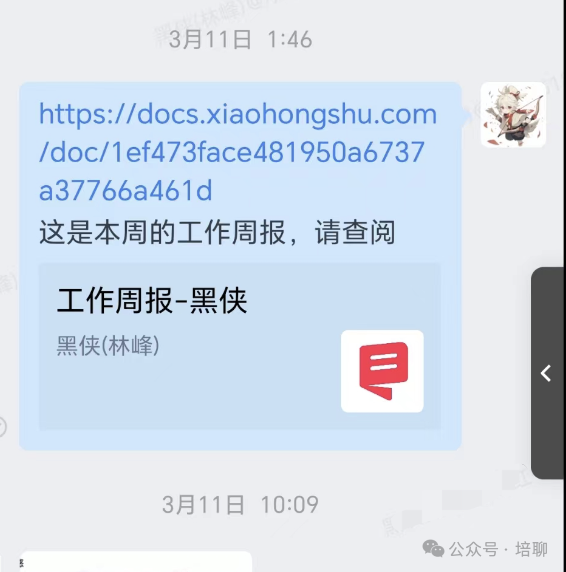 3月11日 1:46
https://docs.xiaohongshu.com
/doc/1ef473face481950a6737
a37766a461d
这是本周的工作周报，请查阅
工作周报-黑侠
黑侠(林峰)
3月11日 10:09
公众号·培聊